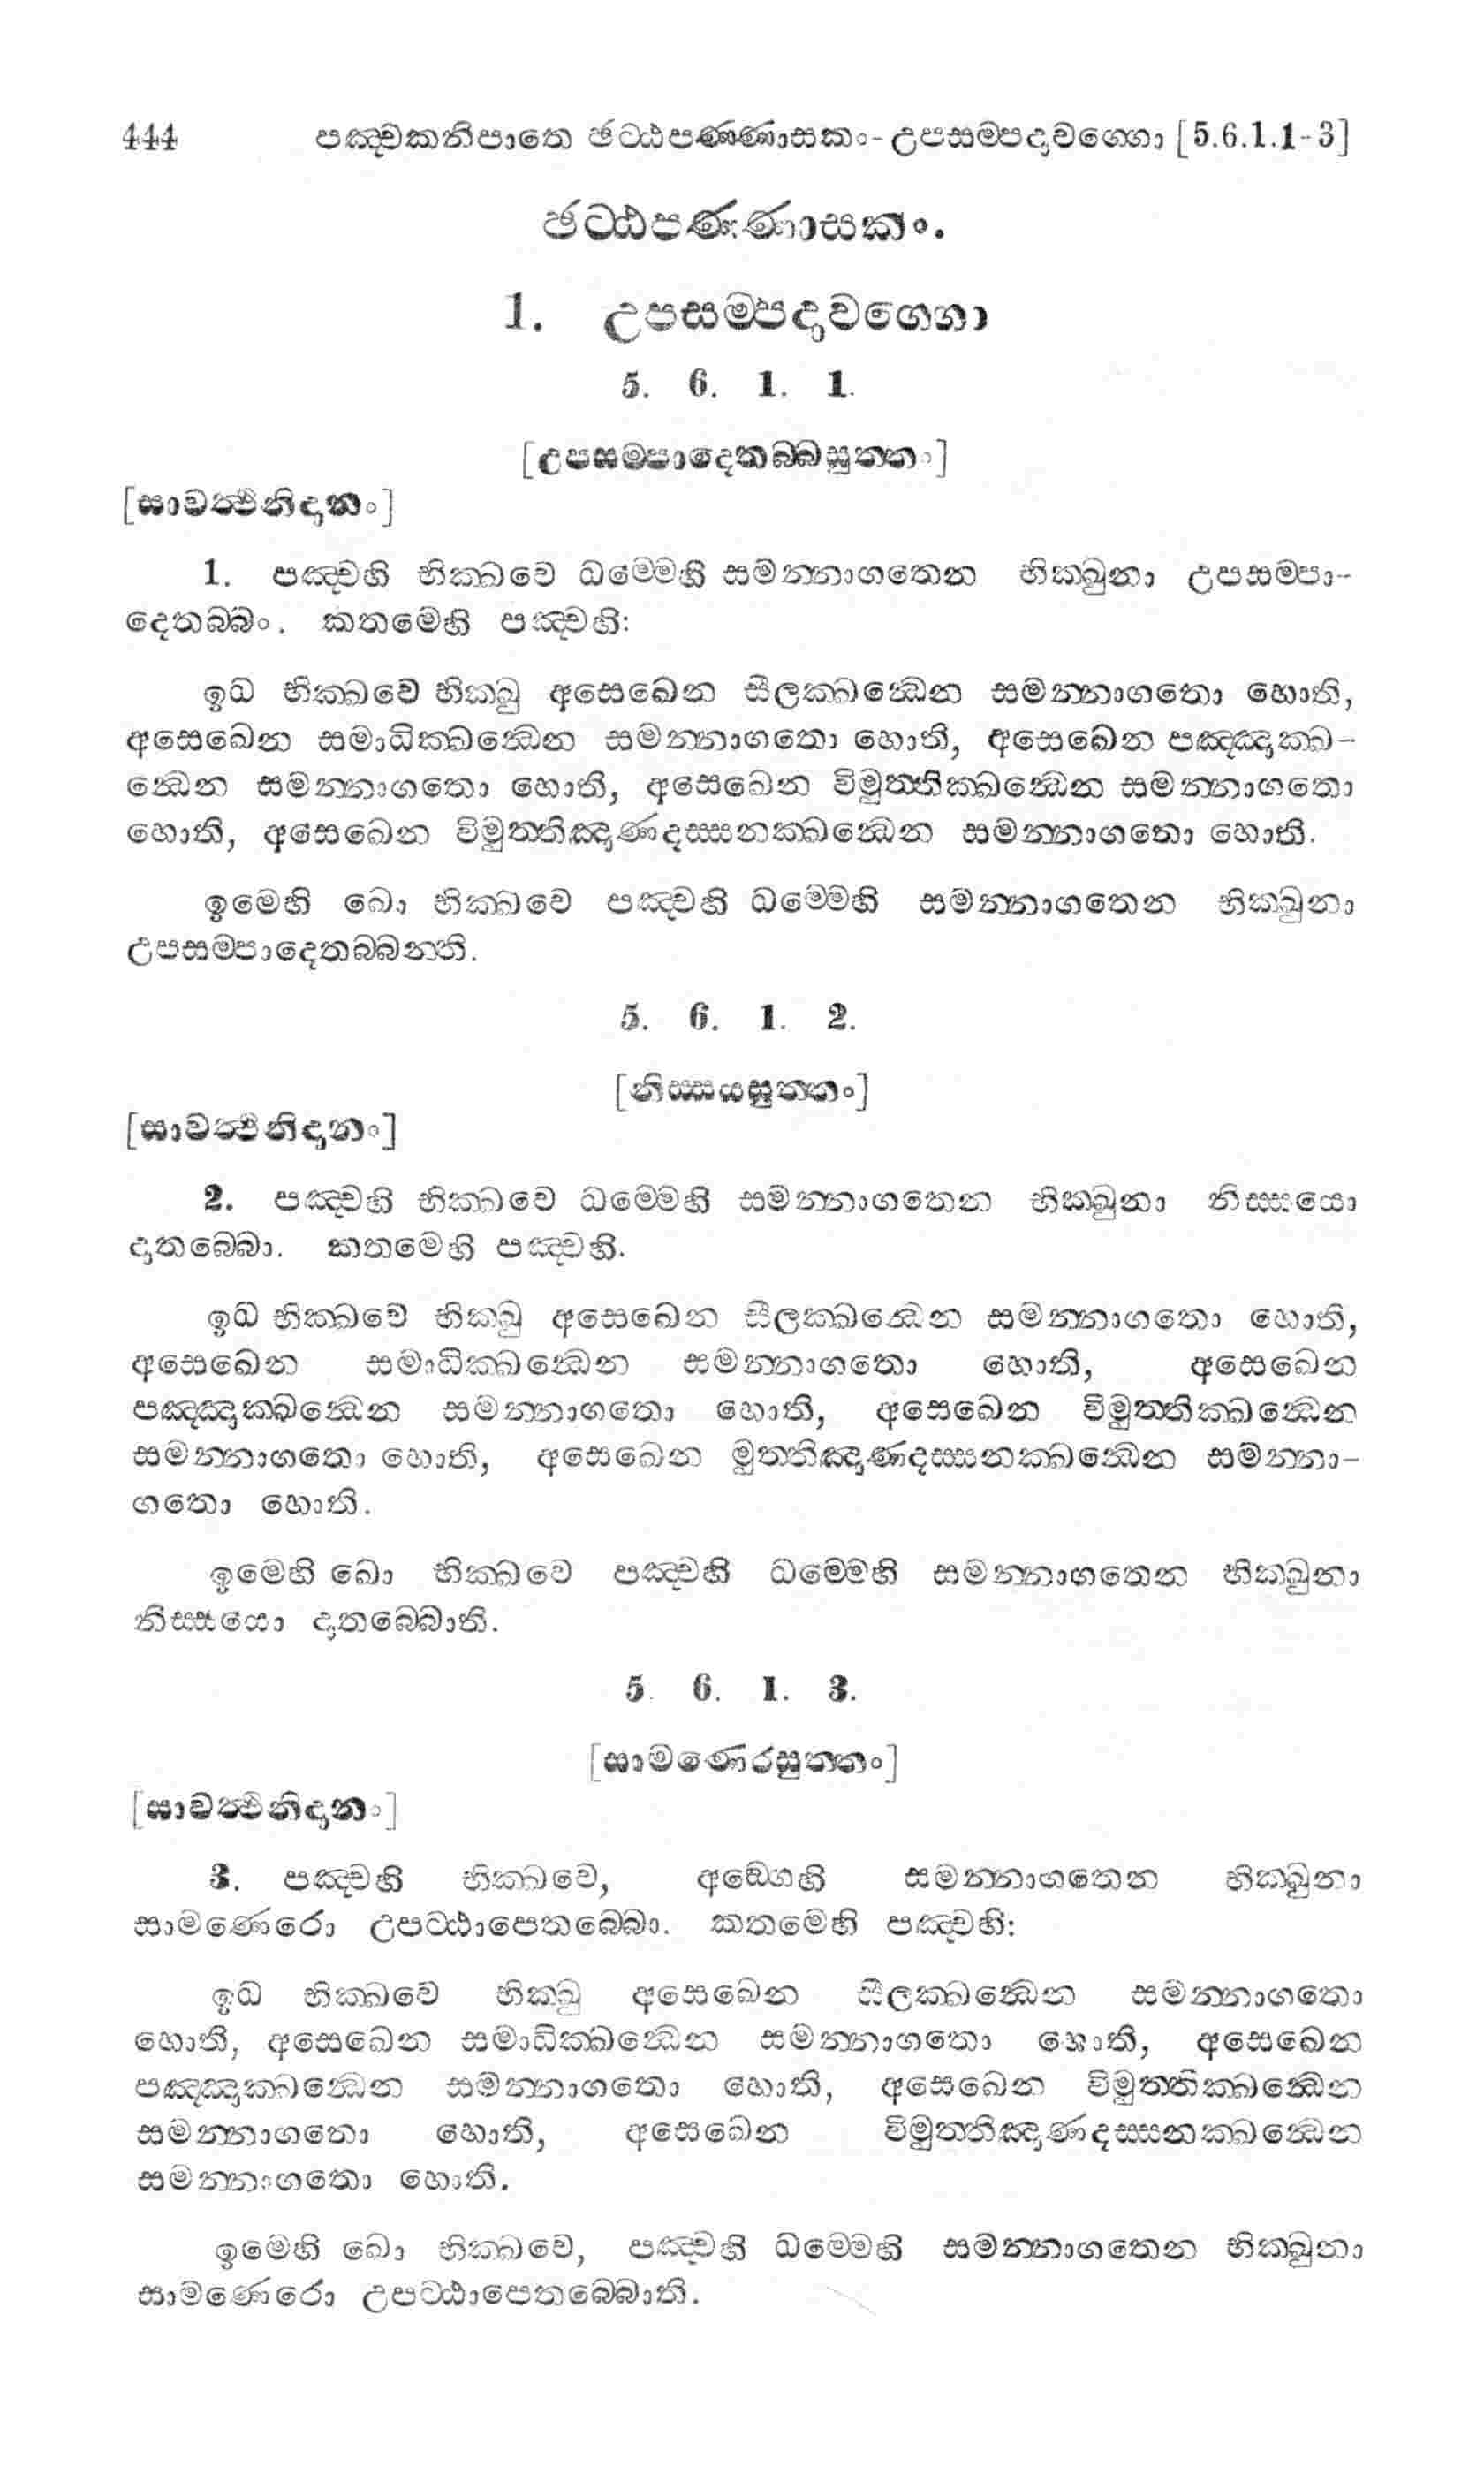 444 පඤ්චකනිපාතෙ ඡට්ඨපණ්ණාසකං-උපසම්පදාවග්ගො [5.6.1.1-3]
ඡට්ඨපණ්ණාසකං.
1. උපසම්පදාවග්ගො
5. 6. 1. 1.
[උපසම්පාදෙතබ්බසුත්තං]
[සාවත්ථිනිදානං]
1. පඤ්චහි භික්ඛවෙ ධම්මෙහි සමන්නාගතෙන භික්ඛුනා උපසම්පා-
දෙතබ්බං. කතමෙහි පඤ්චහි:
ඉධ භික්ඛවෙ භික්ඛු අසෙඛෙන සීලක්ඛන්ධෙන සමන්නාගතො හොති,
අසෙඛෙන සමාධික්ඛන්ධෙන සමන්නාගතො හොති, අසෙඛෙන පඤ්ඤාක්ඛ-
න්ධෙන සමන්නාගතො හොති, අසෙඛෙන විමුත්තික්ඛන්ධෙන සමන්නාගතො
හොති, අසෙඛෙන විමුත්තිඤාණදස්සනක්ඛන්ධෙන සමන්නාගතො හොති.
ඉමෙහි ඛො භික්ඛවෙ පඤ්චහි ධම්මෙහි සමන්නාගතෙන භික්ඛුනා
උපසම්පාදෙතබ්බන්ති.
5. 6. 1. 2.
[නිස්සයසුත්තං]
[සාවත්ථිනිදානං]
2. පඤ්චහි භික්ඛවෙ ධම්මෙහි සමන්නාගතෙන භික්ඛුනා නිස්සයො
දාතබ්බො. කතමෙහි පඤ්චහි.
ඉධ භික්ඛවෙ භික්ඛු අසෙඛෙන සීලක්ඛන්ධෙන සමන්නාගතො හොති,
අසෙඛෙන සමාධික්ඛන්ධෙන සමන්නාගතො හොති, අසෙඛෙන
පඤ්ඤාක්ඛන්ධෙන සමන්නාගතො හොති, අසෙඛෙන විමුත්තික්ඛන්ධෙන
සමන්නාගතො හොති, අසෙඛෙන මුත්තිඤාණදස්සනක්ඛන්ධෙන සමන්නා-
ගතො හොති.
ඉමෙහි ඛො භික්ඛවෙ පඤ්චහි ධම්මෙහි සමන්නාගතෙන භික්ඛුනා
නිස්සයො දාතබ්බොති.
5. 6. 1. 3.
[සාමණෙරසුත්තං]
[සාවත්ථිනිදානං]
3. පඤ්චහි භික්ඛවෙ, අඞ්ගෙහි සමන්නාගතෙන භික්ඛුනා
සාමණෙරො උපට්ඨාපෙතබ්බො. කතමෙහි පඤ්චහි:
ඉධ භික්ඛවෙ භික්ඛු අසෙඛෙන සීලක්ඛන්ධෙන සමන්නාගතො
හොති, අසෙඛෙන සමාධික්ඛන්ධෙන සමන්නාගතො හොති, අසෙඛෙන
පඤ්ඤාක්ඛන්ධෙන සමන්නාගතො හොති, අසෙඛෙන විමුත්තික්ඛන්ධෙන
සමන්නාගතො හොති, අසෙඛෙන විමුත්තිඤාණදස්සනක්ඛන්ධෙන
සමන්නාගතො හොති.
ඉමෙහි ඛො භික්ඛවෙ, පඤ්චහි ධම්මෙහි සමන්නාගතෙන භික්ඛුනා
සාමණෙරො උපට්ඨාපෙතබ්බොති.